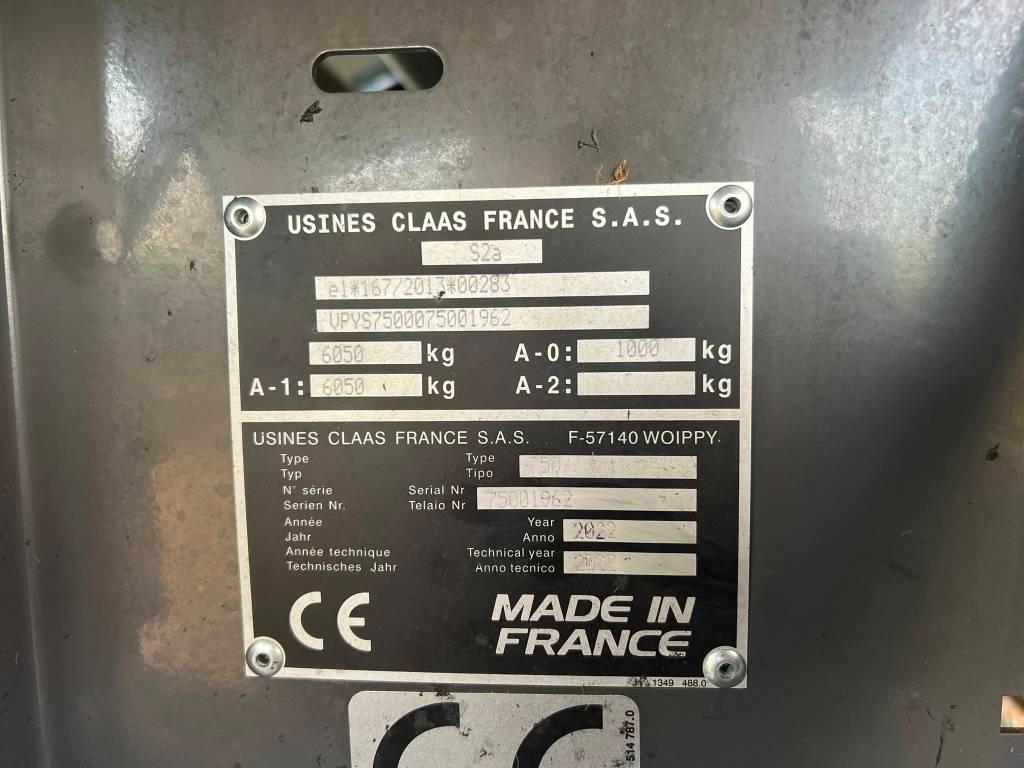 USINES CLAAS FRANCE S.A.S.
S2a
e1*167/2013*00283
VPYS7500075001962
6050 kg A-0: 1000 kg
A-1: 6050 kg A-2: kg
USINES CLAAS FRANCE S.A.S. F-57140 WOIPPY.
Type Type
Typ Tipo
N° série Serial Nr 75001962
Serien Nr. Telaio Nr
Année Year 2022
Jahr Anno
Année technique Technical year
Technisches Jahr Anno tecnico
CE
MADE IN
FRANCE
1349 488.0
CE
514 787.0